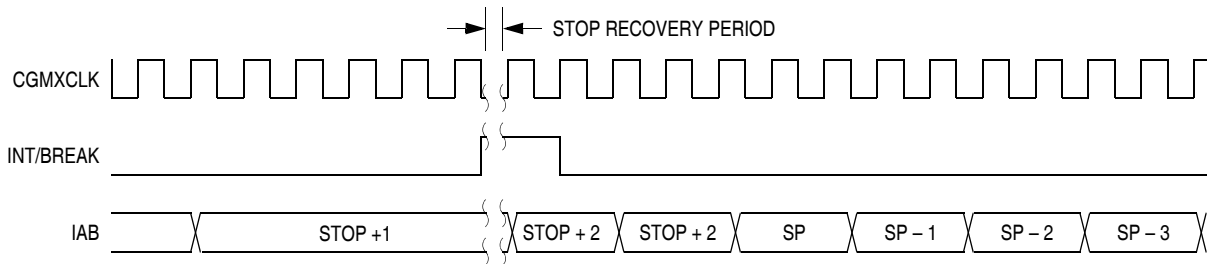 STOP RECOVERY PERIOD
CGMXCLK
INT/BREAK
IAB
STOP +1
STOP + 2
STOP + 2
SP
SP – 1
SP – 2
SP – 3